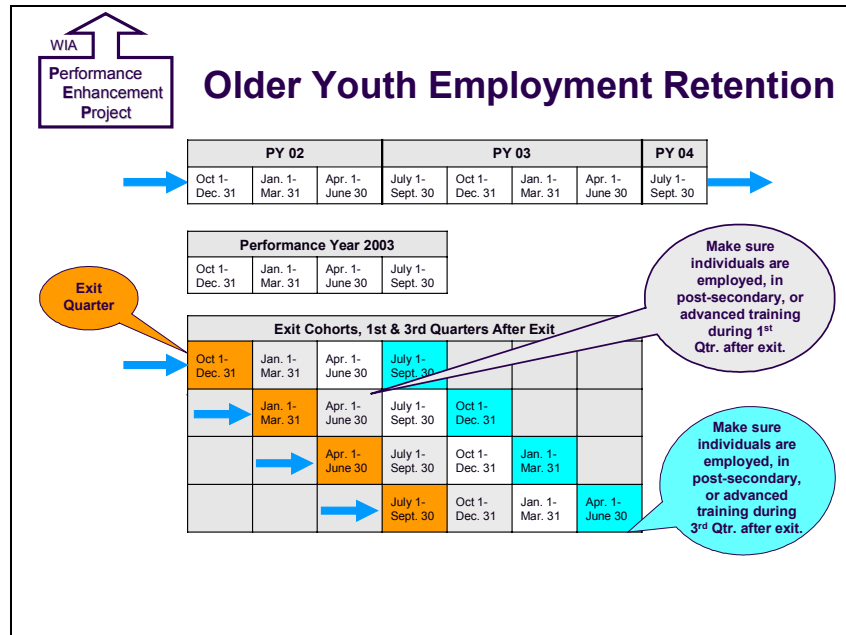 WIA
Performance
Enhancement
Project
Older Youth Employment Retention
PY 02 PY 03 PY 04
Oct 1- Jan. 1- Apr. 1- July 1- Oct 1- Jan. 1- Apr. 1- July 1-
Dec. 31 Mar. 31 June 30 Sept. 30 Dec. 31 Mar. 31 June 30 Sept. 30
Performance Year 2003
Oct 1- Jan. 1- Apr. 1- July 1-
Dec. 31 Mar. 31 June 30 Sept. 30
Exit
Quarter
Make sure
individuals are
employed, in
post-secondary, or
advanced training
during 1st
Qtr. after exit.
Exit Cohorts, 1st & 3rd Quarters After Exit
Oct 1- Jan. 1- Apr. 1- July 1-
Dec. 31 Mar. 31 June 30 Sept. 30
Jan. 1- Apr. 1- July 1- Oct 1-
Mar. 31 June 30 Sept. 30 Dec. 31
Apr. 1- July 1- Oct 1- Jan. 1-
June 30 Sept. 30 Dec. 31 Mar. 31
July 1- Oct 1- Jan. 1- Apr. 1-
Sept. 30 Dec. 31 Mar. 31 June 30
Make sure
individuals are
employed, in
post-secondary,
or advanced
training during
3rd Qtr. after exit.